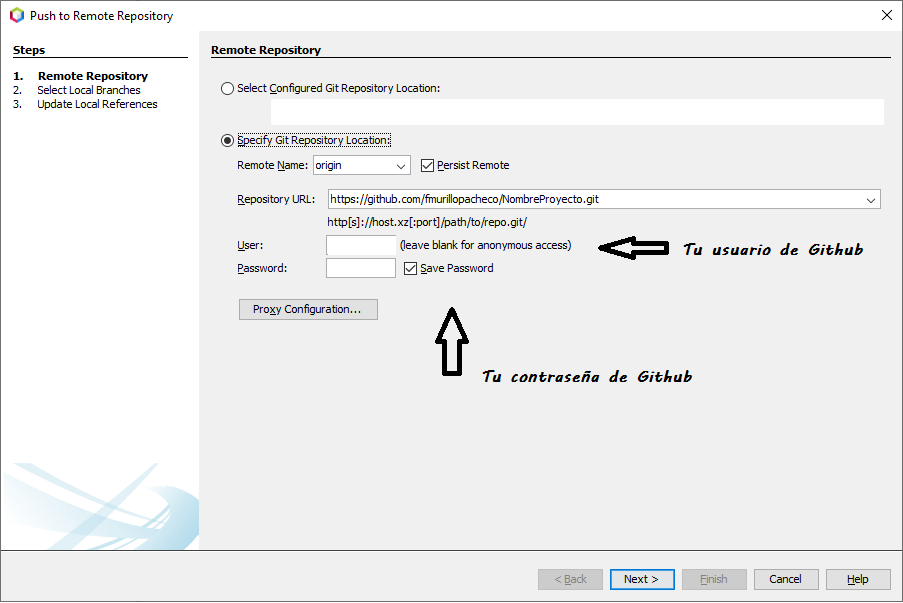 Push to Remote Repository
Steps
1. Remote Repository
2. Select Local Branches
3. Update Local References
Remote Repository
Select Configured Git Repository Location:
Specify Git Repository Location:
Remote Name: origin Persist Remote
Repository URL: https://github.com/fmurillopacheco/NombreProyecto.git
http[s]://host.xz[:port]/path/to/repo.git/
User: (leave blank for anonymous access) Tu usuario de Github
Password: Save Password
Proxy Configuration...
Tu contraseña de Github
< Back Next > Finish Cancel Help